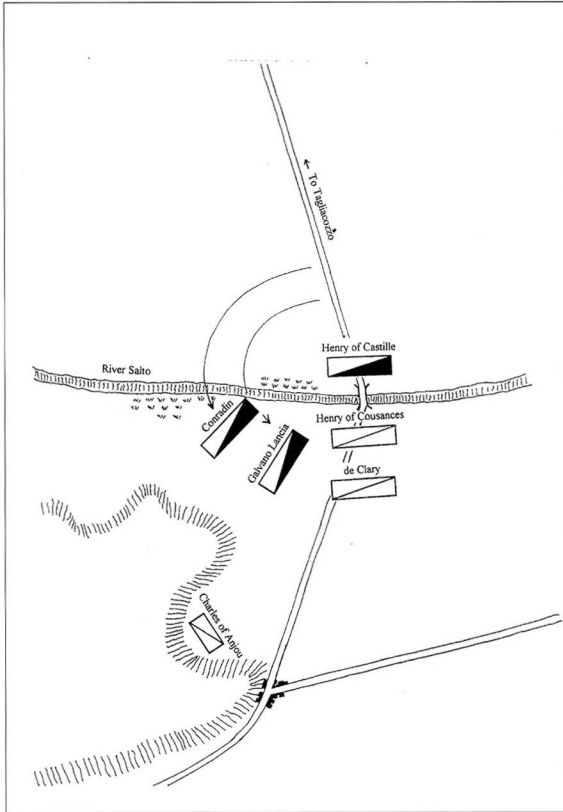 To Tagliacozzo
Henry of Castille
River Salto
Conradin
Henry of Cousances
Galvano Lancia
de Clary
Charles of Anjou